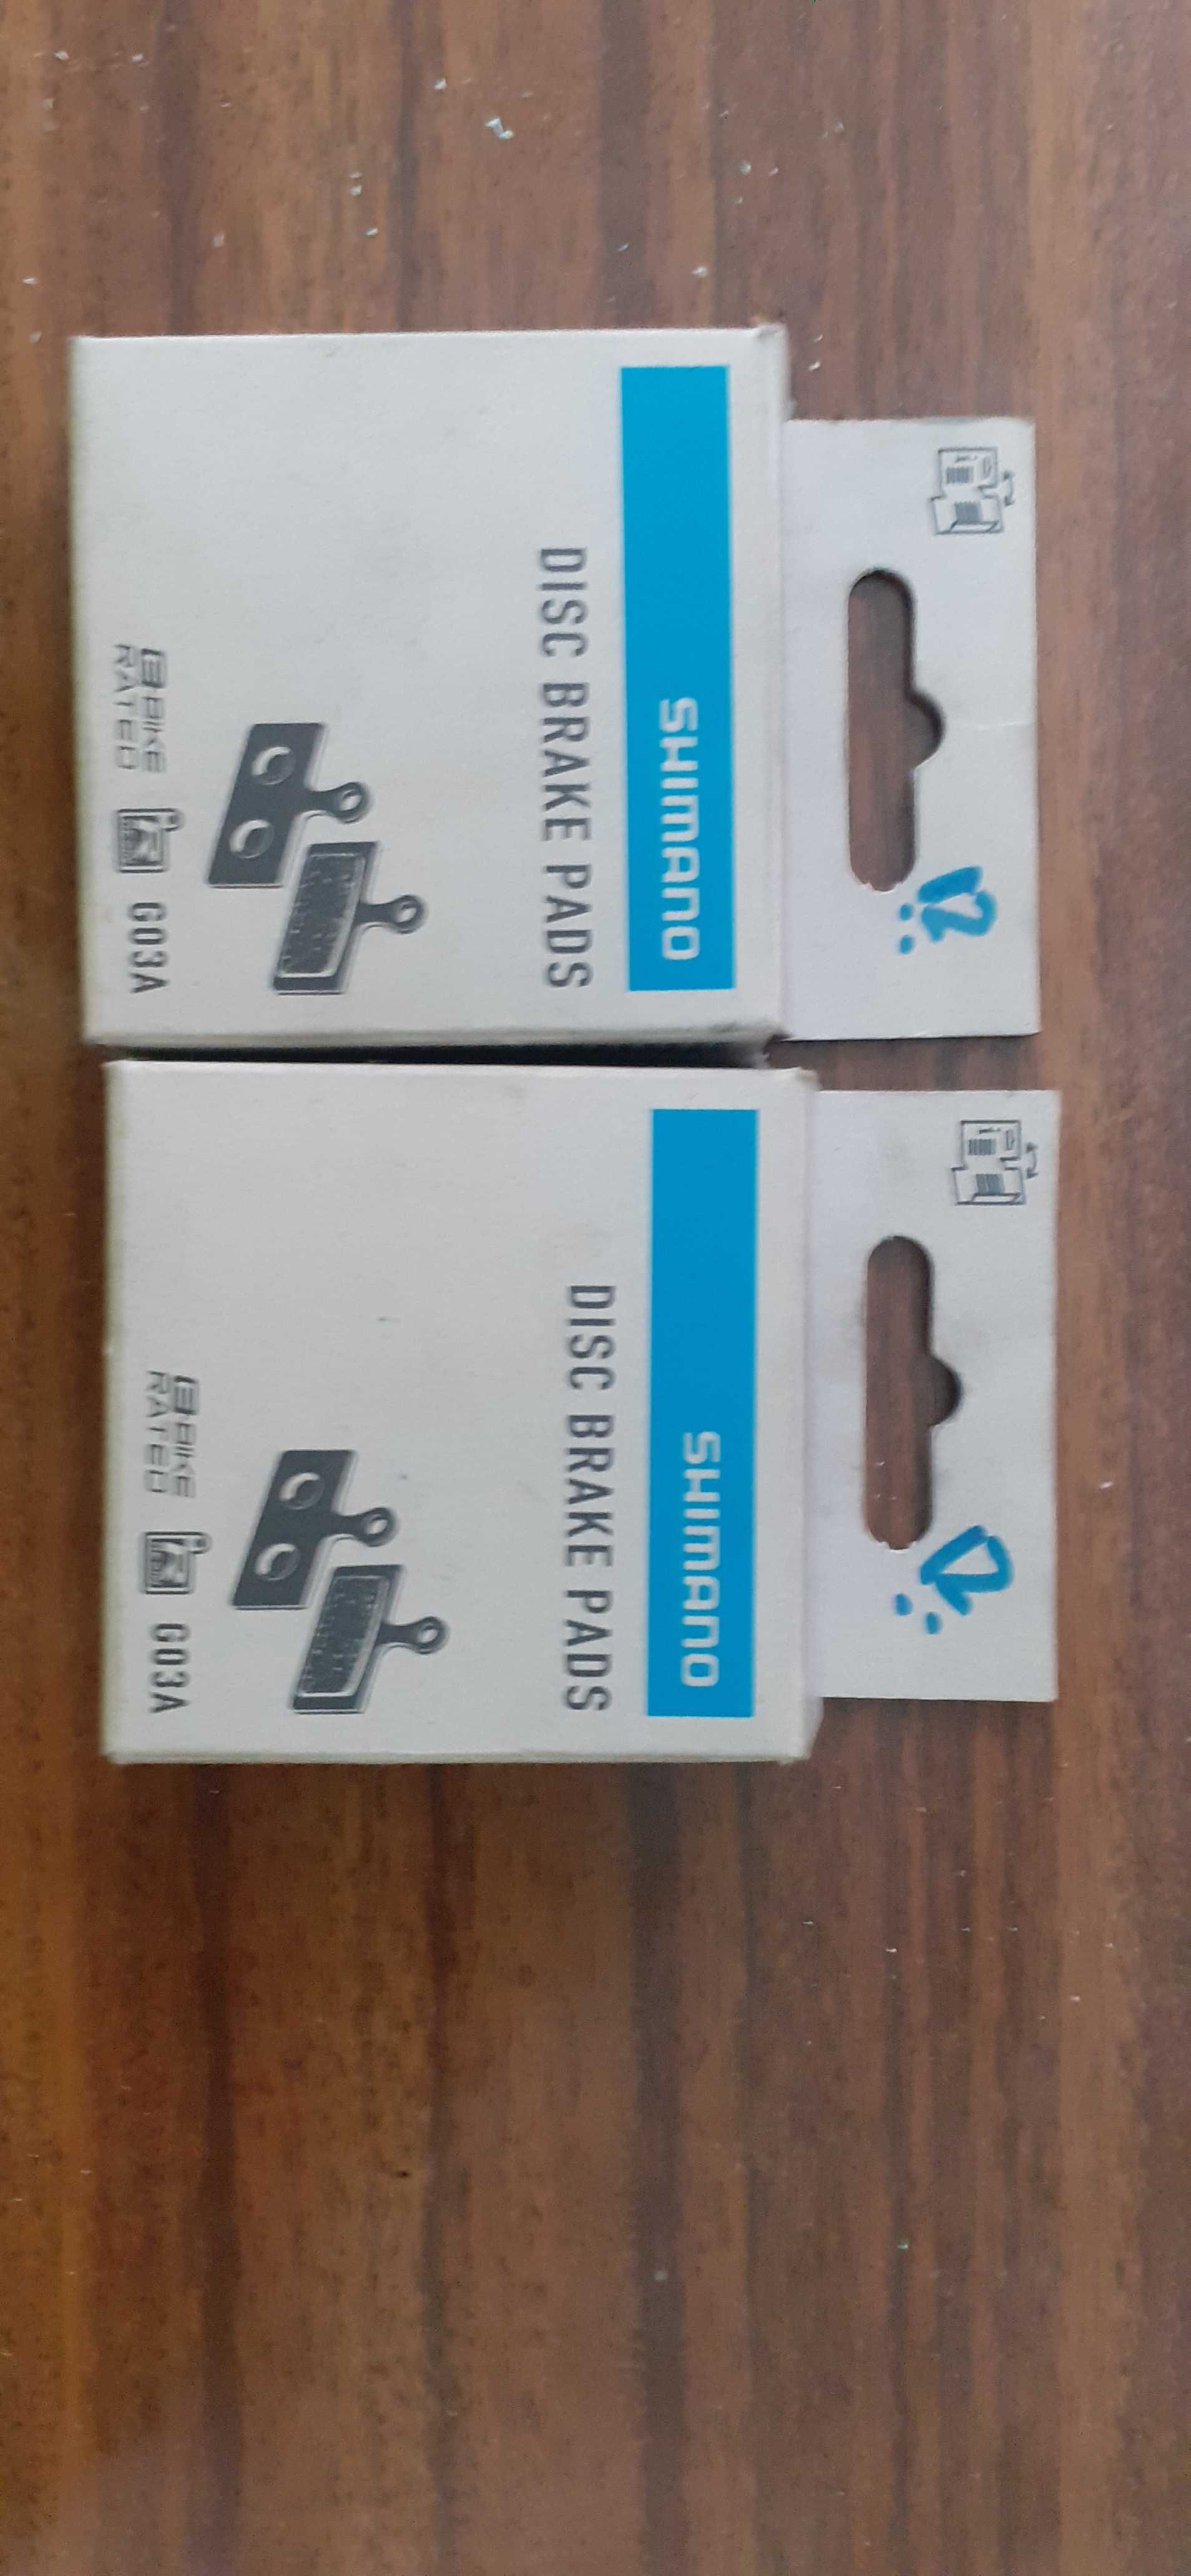 SHIMANO
DISC BRAKE PADS
E-BIKE
RATED
G03A
SHIMANO
DISC BRAKE PADS
E-BIKE
RATED
G03A